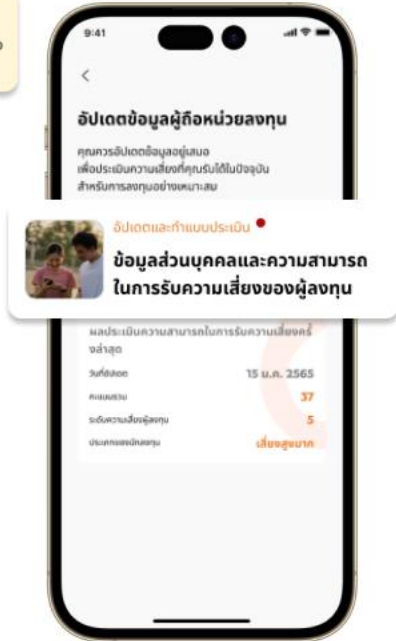 9:41
อัปเดตข้อมูลผู้ถือหน่วยลงทุน
คุณควรอัปเดตข้อมูลอยู่เสมอ
เพื่อประเมินความเสี่ยงที่คุณรับได้ในปัจจุบัน
สำหรับการลงทุนอย่างเหมาะสม
อัปเดตและทำแบบประเมิน
ข้อมูลส่วนบุคคลและความสามารถ
ในการรับความเสี่ยงของผู้ลงทุน
ผลประเมินความสามารถในการรับความเสี่ยงครั้
งล่าสุด
วันที่อัปเดต 15 ม.ค. 2565
คะแนนรวม 37
ระดับความเสี่ยงผู้ลงทุน 5
ประเภทของนักลงทุน เสี่ยงสูงมาก